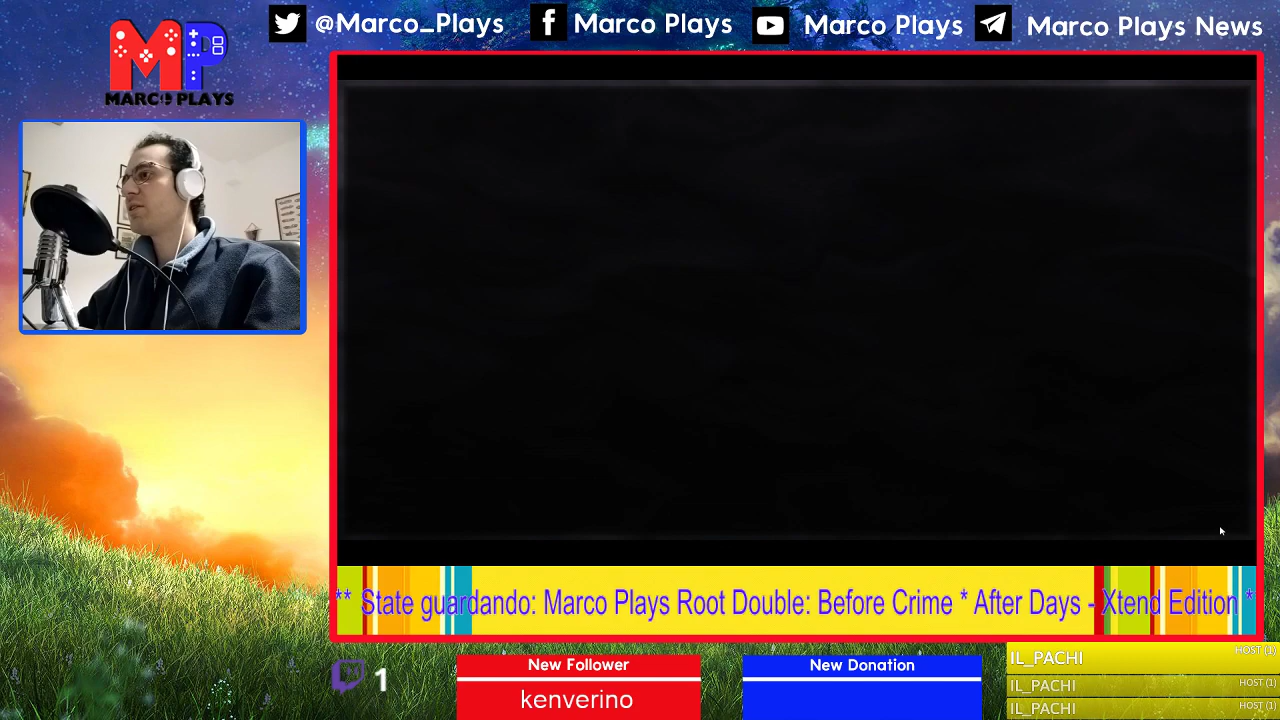 @Marco_Plays
Marco Plays
Marco Plays
Marco Plays News
MP
MARCO PLAYS
** State guardando: Marco Plays Root Double: Before Crime * After Days - Xtend Edition *
1
New Follower
kenverino
New Donation
IL_PACHI
HOST (1)
IL_PACHI
HOST (1)
IL_PACHI
HOST (1)